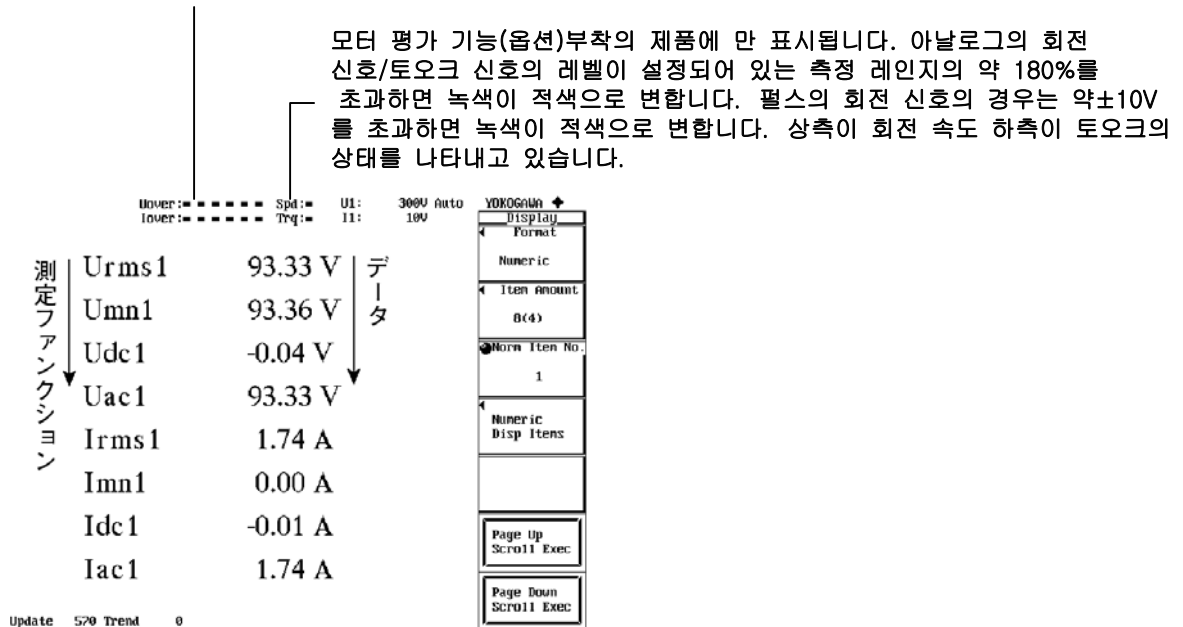 모터 평가 기능(옵션)부착의 제품에 만 표시됩니다. 아날로그의 회전
신호/토오크 신호의 레벨이 설정되어 있는 측정 레인지의 약 180%를
초과하면 녹색이 적색으로 변합니다. 펄스의 회전 신호의 경우는 약±10V
를 초과하면 녹색이 적색으로 변합니다. 상측이 회전 속도 하측이 토오크의
상태를 나타내고 있습니다.
Uover: Spd: U1: 300V Auto YOKOGAWA
Iover: Trq: I1: 10V
Display
Format
Numeric
Item Amount
8(4)
Norm Item No.
1
Numeric
Disp Items
Page Up
Scroll Exec
Page Down
Scroll Exec
測定ファンクション
データ
Urms1 93.33 V
Umn1 93.36 V
Udc1 -0.04 V
Uac1 93.33 V
Irms1 1.74 A
Imn1 0.00 A
Idc1 -0.01 A
Iac1 1.74 A
Update 570 Trend 0